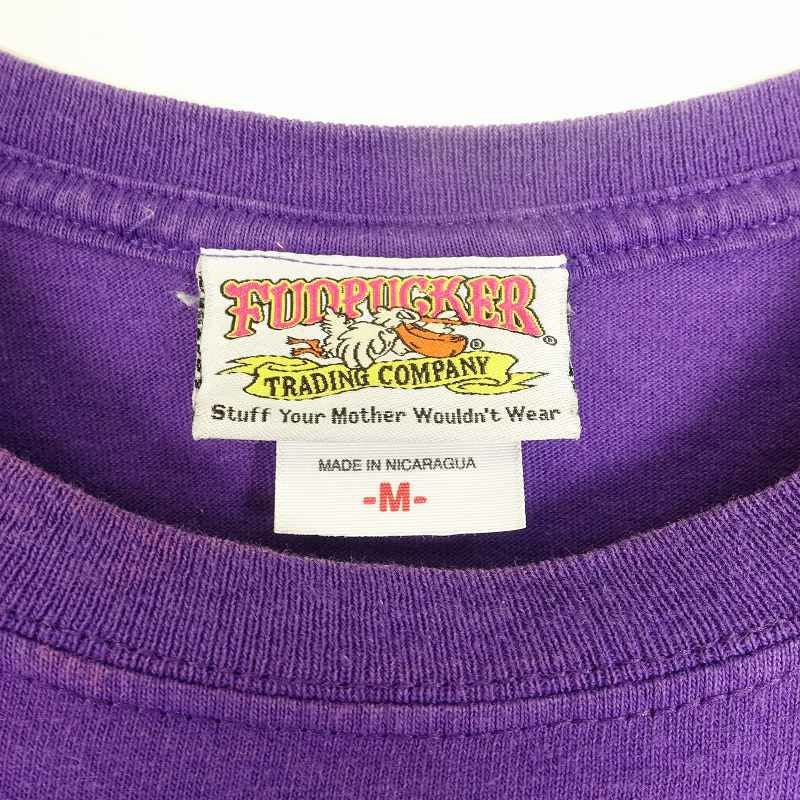 FUDPUCKER ®
®
TRADING COMPANY
Stuff Your Mother Wouldn't Wear
MADE IN NICARAGUA
-M-